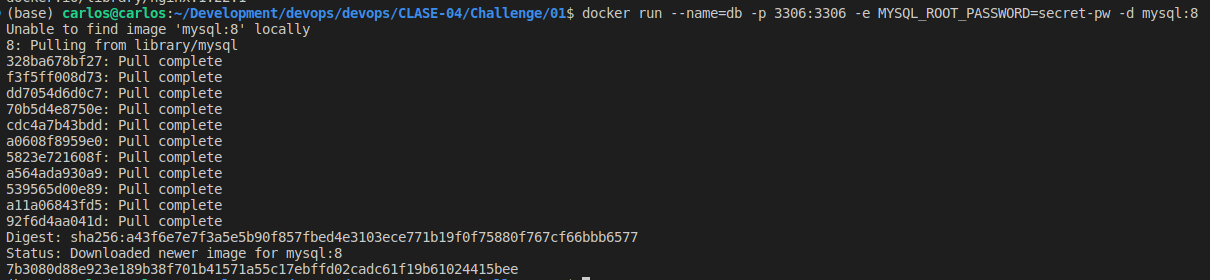 (base) carlos@carlos:~/Development/devops/devops/CLASE-04/Challenge/01$ docker run --name=db -p 3306:3306 -e MYSQL_ROOT_PASSWORD=secret-pw -d mysql:8
Unable to find image 'mysql:8' locally
8: Pulling from library/mysql
328ba678bf27: Pull complete
f3f5ff008d73: Pull complete
dd7054d6d0c7: Pull complete
70b5d4e8750e: Pull complete
cdc4a7b43bdd: Pull complete
a0608f8959e0: Pull complete
5823e721608f: Pull complete
a564ada930a9: Pull complete
539565d00e89: Pull complete
a11a06843fd5: Pull complete
92f6d4aa041d: Pull complete
Digest: sha256:a43f6e7e7f3a5e5b90f857fbed4e3103ece771b19f0f75880f767cf66bbb6577
Status: Downloaded newer image for mysql:8
7b3080d88e923e189b38f701b41571a55c17ebffd02cadc61f19b61024415bee